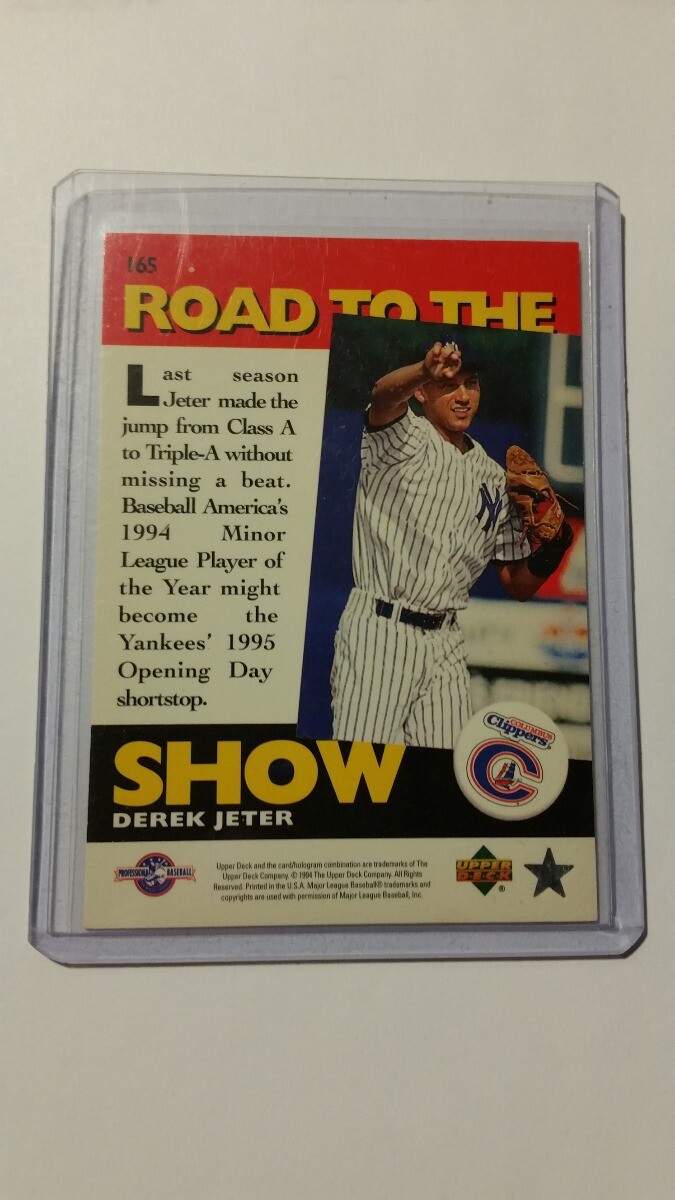 165
ROAD TO THE
Last season
Jeter made the
jump from Class A
to Triple-A without
missing a beat.
Baseball America's
1994 Minor
League Player of
the Year might
become the
Yankees' 1995
Opening Day
shortstop.
NY
COLUMBUS
Clippers
C
SHOW
DEREK JETER
PROFESSIONAL BASEBALL
Upper Deck and the card/hologram combination are trademarks of The
Upper Deck Company. © 1994 The Upper Deck Company. All Rights
Reserved. Printed in the U.S.A. Major League Baseball® trademarks and
copyrights are used with permission of Major League Baseball, Inc.
UPPER
DECK
®